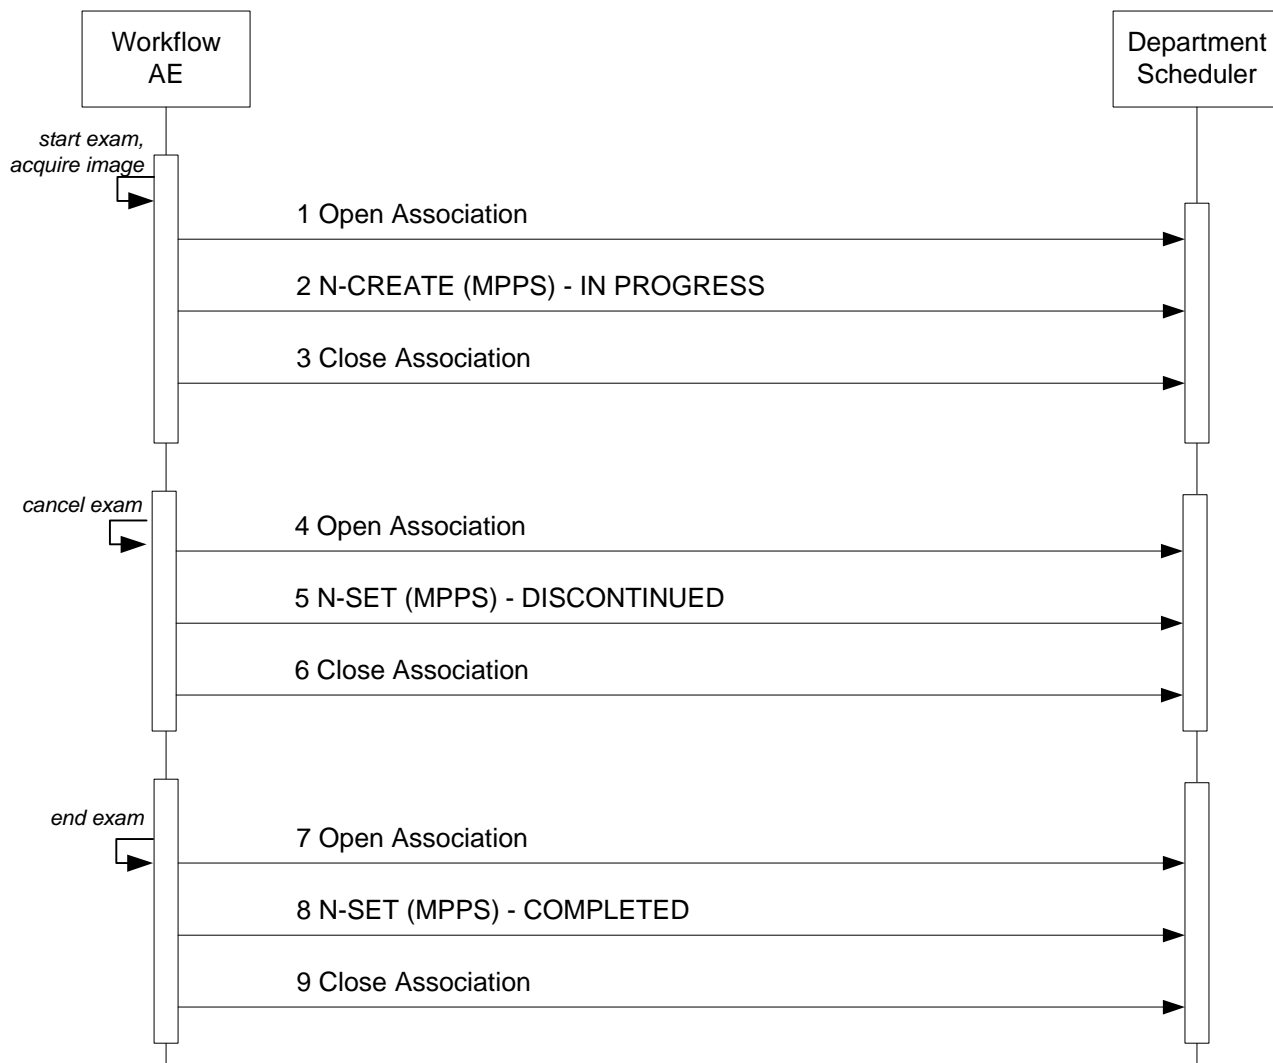 Workflow
AE
Department
Scheduler
start exam,
acquire image
1 Open Association
2 N-CREATE (MPPS) - IN PROGRESS
3 Close Association
cancel exam
4 Open Association
5 N-SET (MPPS) - DISCONTINUED
6 Close Association
end exam
7 Open Association
8 N-SET (MPPS) - COMPLETED
9 Close Association